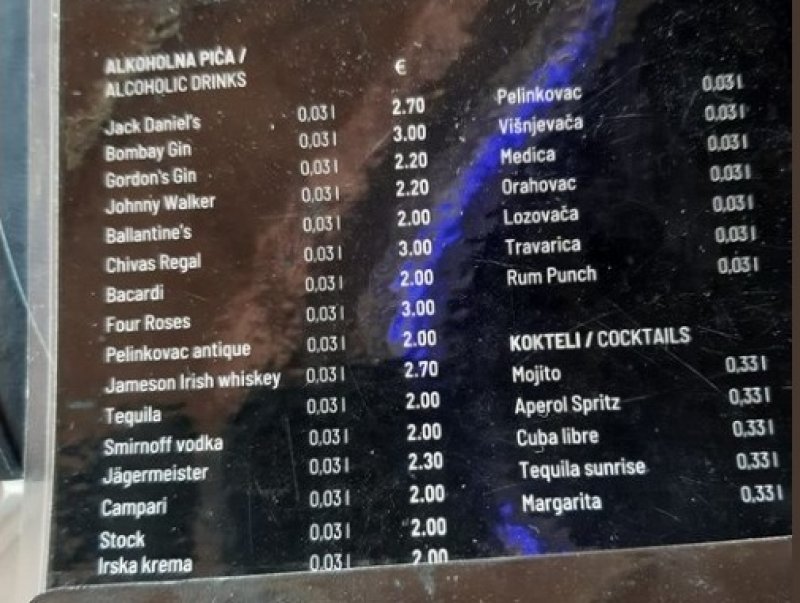 ALKOHOLNA PIĆA /
ALCOHOLIC DRINKS €
Jack Daniel's 0,03 l 2.70
Bombay Gin 0,03 l 3.00
Gordon's Gin 0,03 l 2.20
Johnny Walker 0,03 l 2.20
Ballantine's 0,03 l 2.00
Chivas Regal 0,03 l 3.00
Bacardi 0,03 l 2.00
Four Roses 0,03 l 3.00
Pelinkovac antique 0,03 l 2.00
Jameson Irish whiskey 0,03 l 2.70
Tequila 0,03 l 2.00
Smirnoff vodka 0,03 l 2.00
Jägermeister 0,03 l 2.30
Campari 0,03 l 2.00
Stock 0,03 l 2.00
Irska krema 0,03 l 2.00
Pelinkovac 0,03 l
Višnjevača 0,03 l
Medica 0,03 l
Orahovac 0,03 l
Lozovača 0,03 l
Travarica 0,03 l
Rum Punch 0,03 l
KOKTELI / COCKTAILS
Mojito 0,33 l
Aperol Spritz 0,33 l
Cuba libre 0,33 l
Tequila sunrise 0,33 l
Margarita 0,33 l